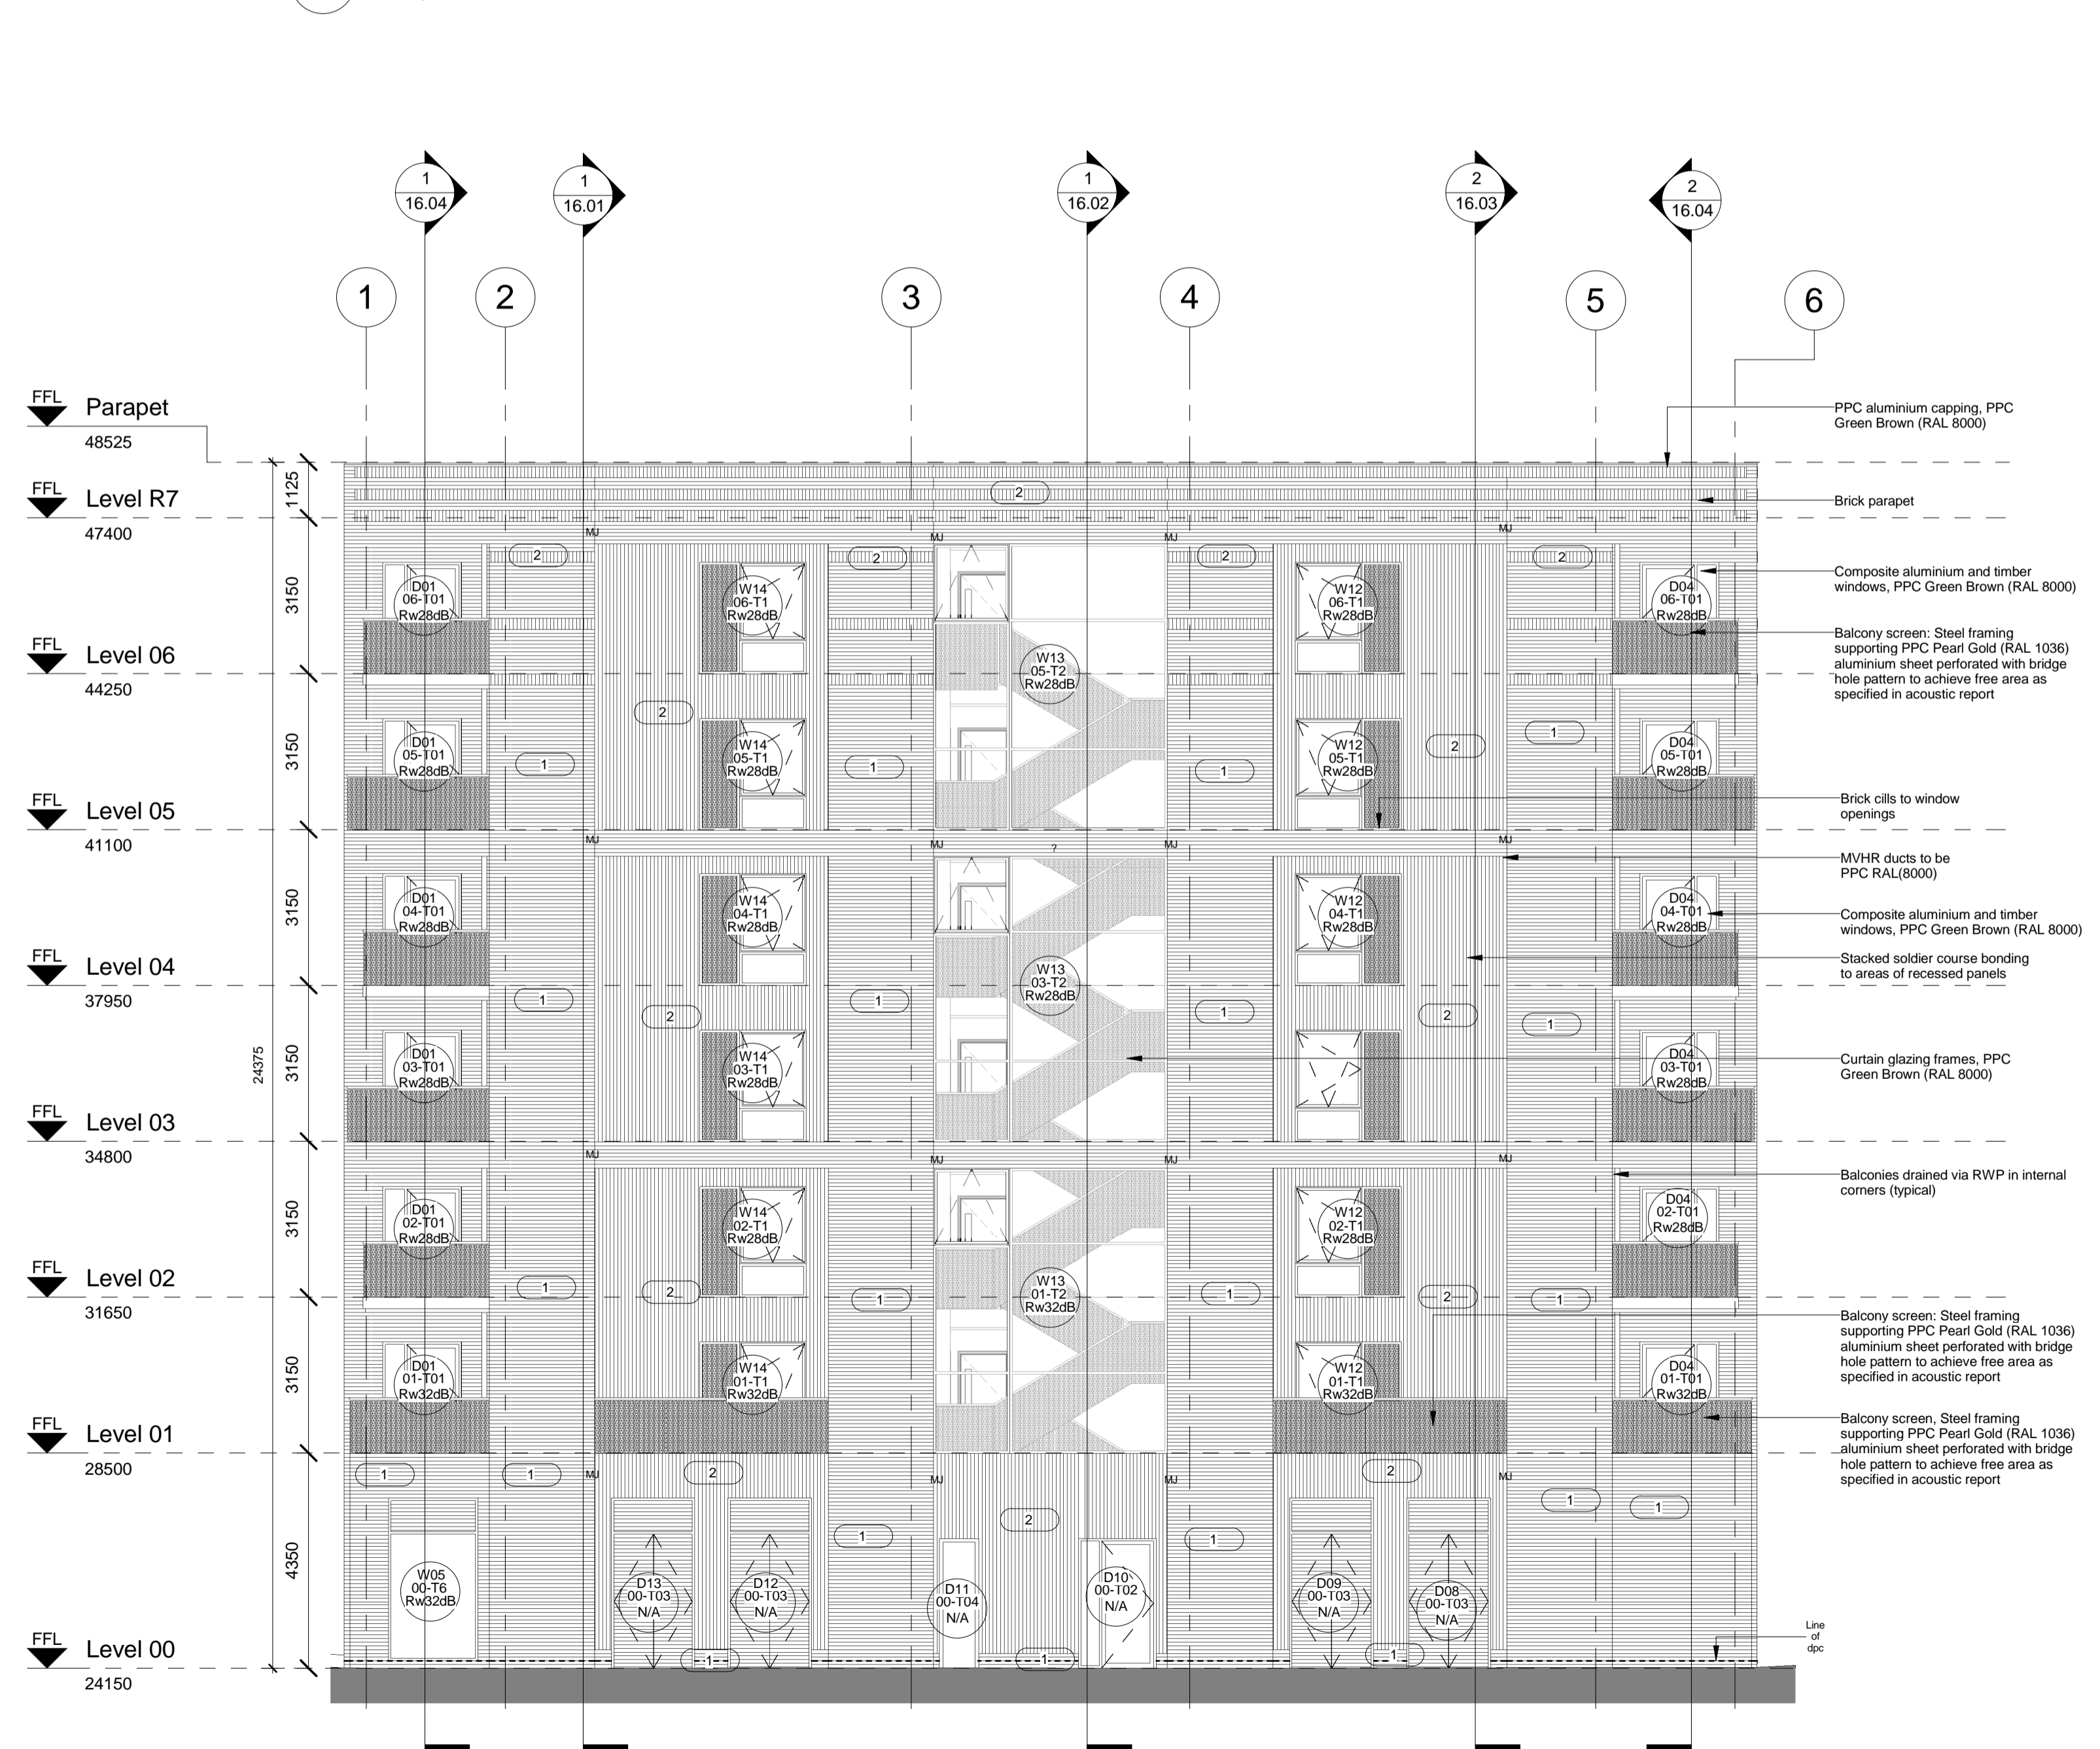 1
16.04
1
16.01
1
16.02
2
16.03
2
16.04
1
2
3
4
5
6
FFL
Parapet
48525
PPC aluminium capping, PPC
Green Brown (RAL 8000)
1125
FFL
Level R7
47400
2
Brick parapet
MJ
MJ
MJ
MJ
2
2
2
2
3150
D01
06-T01
Rw28dB
W14
06-T1
Rw28dB
W12
06-T1
Rw28dB
D04
06-T01
Rw28dB
Composite aluminium and timber
windows, PPC Green Brown (RAL 8000)
Balcony screen: Steel framing
supporting PPC Pearl Gold (RAL 1036)
aluminium sheet perforated with bridge
hole pattern to achieve free area as
specified in acoustic report
FFL
Level 06
44250
W13
05-T2
Rw28dB
2
3150
D01
05-T01
Rw28dB
1
W14
05-T1
Rw28dB
1
1
W12
05-T1
Rw28dB
2
1
D04
05-T01
Rw28dB
Brick cills to window
openings
FFL
Level 05
41100
MJ
MJ
?
MJ
MJ
MVHR ducts to be
PPC RAL(8000)
3150
D01
04-T01
Rw28dB
W14
04-T1
Rw28dB
W12
04-T1
Rw28dB
D04
04-T01
Rw28dB
Composite aluminium and timber
windows, PPC Green Brown (RAL 8000)
Stacked soldier course bonding
to areas of recessed panels
FFL
Level 04
37950
1
2
1
W13
03-T2
Rw28dB
1
2
1
24375
3150
D01
03-T01
Rw28dB
W14
03-T1
Rw28dB
D04
03-T01
Rw28dB
Curtain glazing frames, PPC
Green Brown (RAL 8000)
FFL
Level 03
34800
MJ
MJ
MJ
MJ
Balconies drained via RWP in internal
corners (typical)
3150
D01
02-T01
Rw28dB
W14
02-T1
Rw28dB
W12
02-T1
Rw28dB
D04
02-T01
Rw28dB
FFL
Level 02
31650
1
2
1
W13
01-T2
Rw32dB
1
2
1
Balcony screen: Steel framing
supporting PPC Pearl Gold (RAL 1036)
aluminium sheet perforated with bridge
hole pattern to achieve free area as
specified in acoustic report
3150
D01
01-T01
Rw32dB
W14
01-T1
Rw32dB
W12
01-T1
Rw32dB
D04
01-T01
Rw32dB
Balcony screen, Steel framing
supporting PPC Pearl Gold (RAL 1036)
aluminium sheet perforated with bridge
hole pattern to achieve free area as
specified in acoustic report
FFL
Level 01
28500
1
1
MJ
2
MJ
MJ
2
MJ
1
1
1
2
1
4350
W05
00-T6
Rw32dB
D13
00-T03
N/A
D12
00-T03
N/A
D11
00-T04
N/A
D10
00-T02
N/A
D09
00-T03
N/A
D08
00-T03
N/A
Line
of
dpc
FFL
Level 00
24150
1
1
1